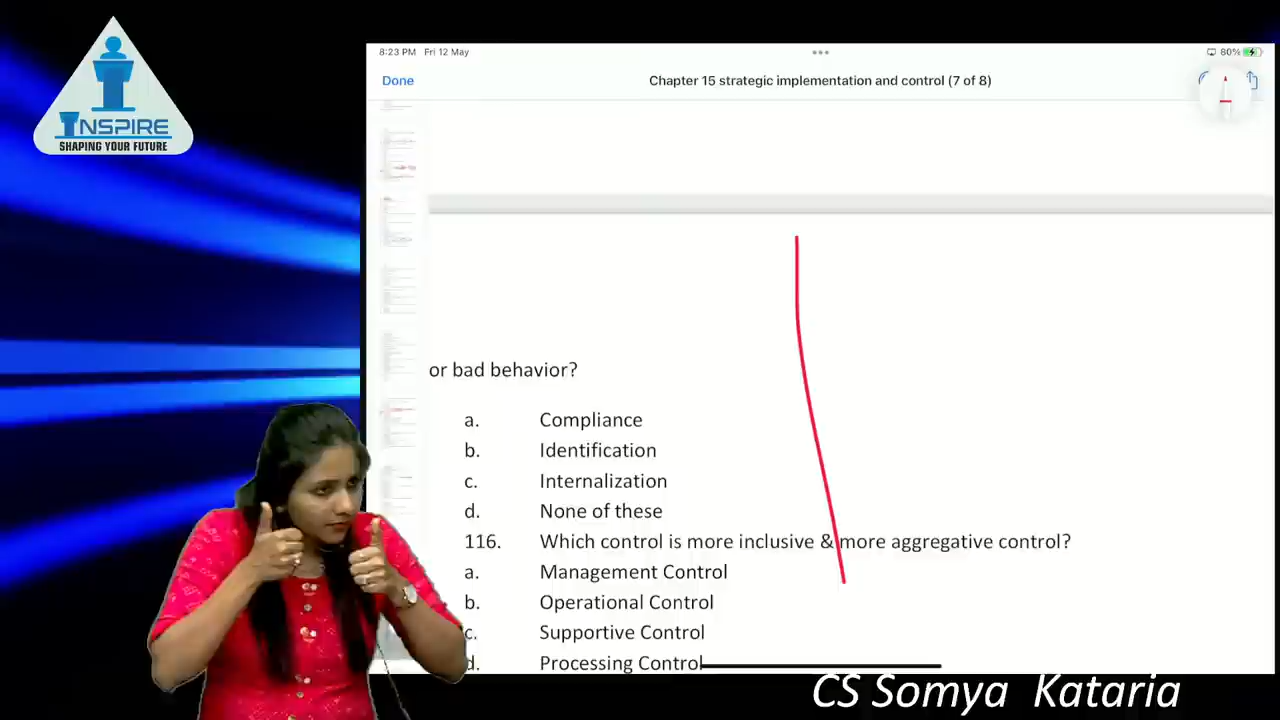 INSPIRE
SHAPING YOUR FUTURE
8:23 PM Fri 12 May
80%
Done
Chapter 15 strategic implementation and control (7 of 8)
or bad behavior?
a. Compliance
b. Identification
c. Internalization
d. None of these
116. Which control is more inclusive & more aggregative control?
a. Management Control
b. Operational Control
c. Supportive Control
d. Processing Control
CS Somya Kataria